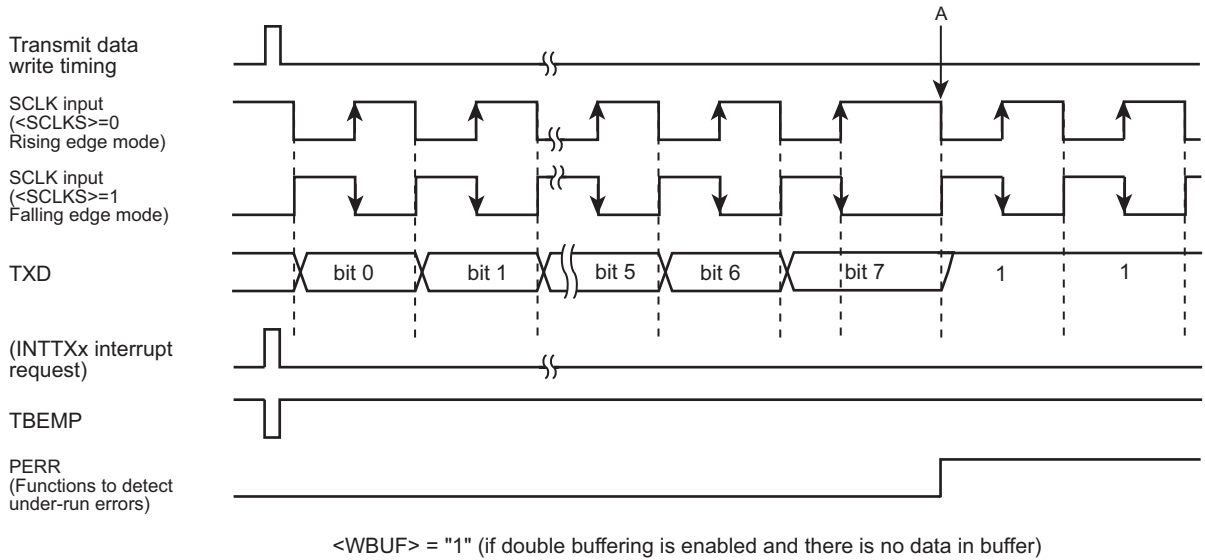 A
Transmit data
write timing
SCLK input
(<SCLKS>=0
Rising edge mode)
SCLK input
(<SCLKS>=1
Falling edge mode)
TXD
bit 0
bit 1
bit 5
bit 6
bit 7
1
1
(INTTXx interrupt
request)
TBEMP
PERR
(Functions to detect
under-run errors)
<WBUF> = "1" (if double buffering is enabled and there is no data in buffer)